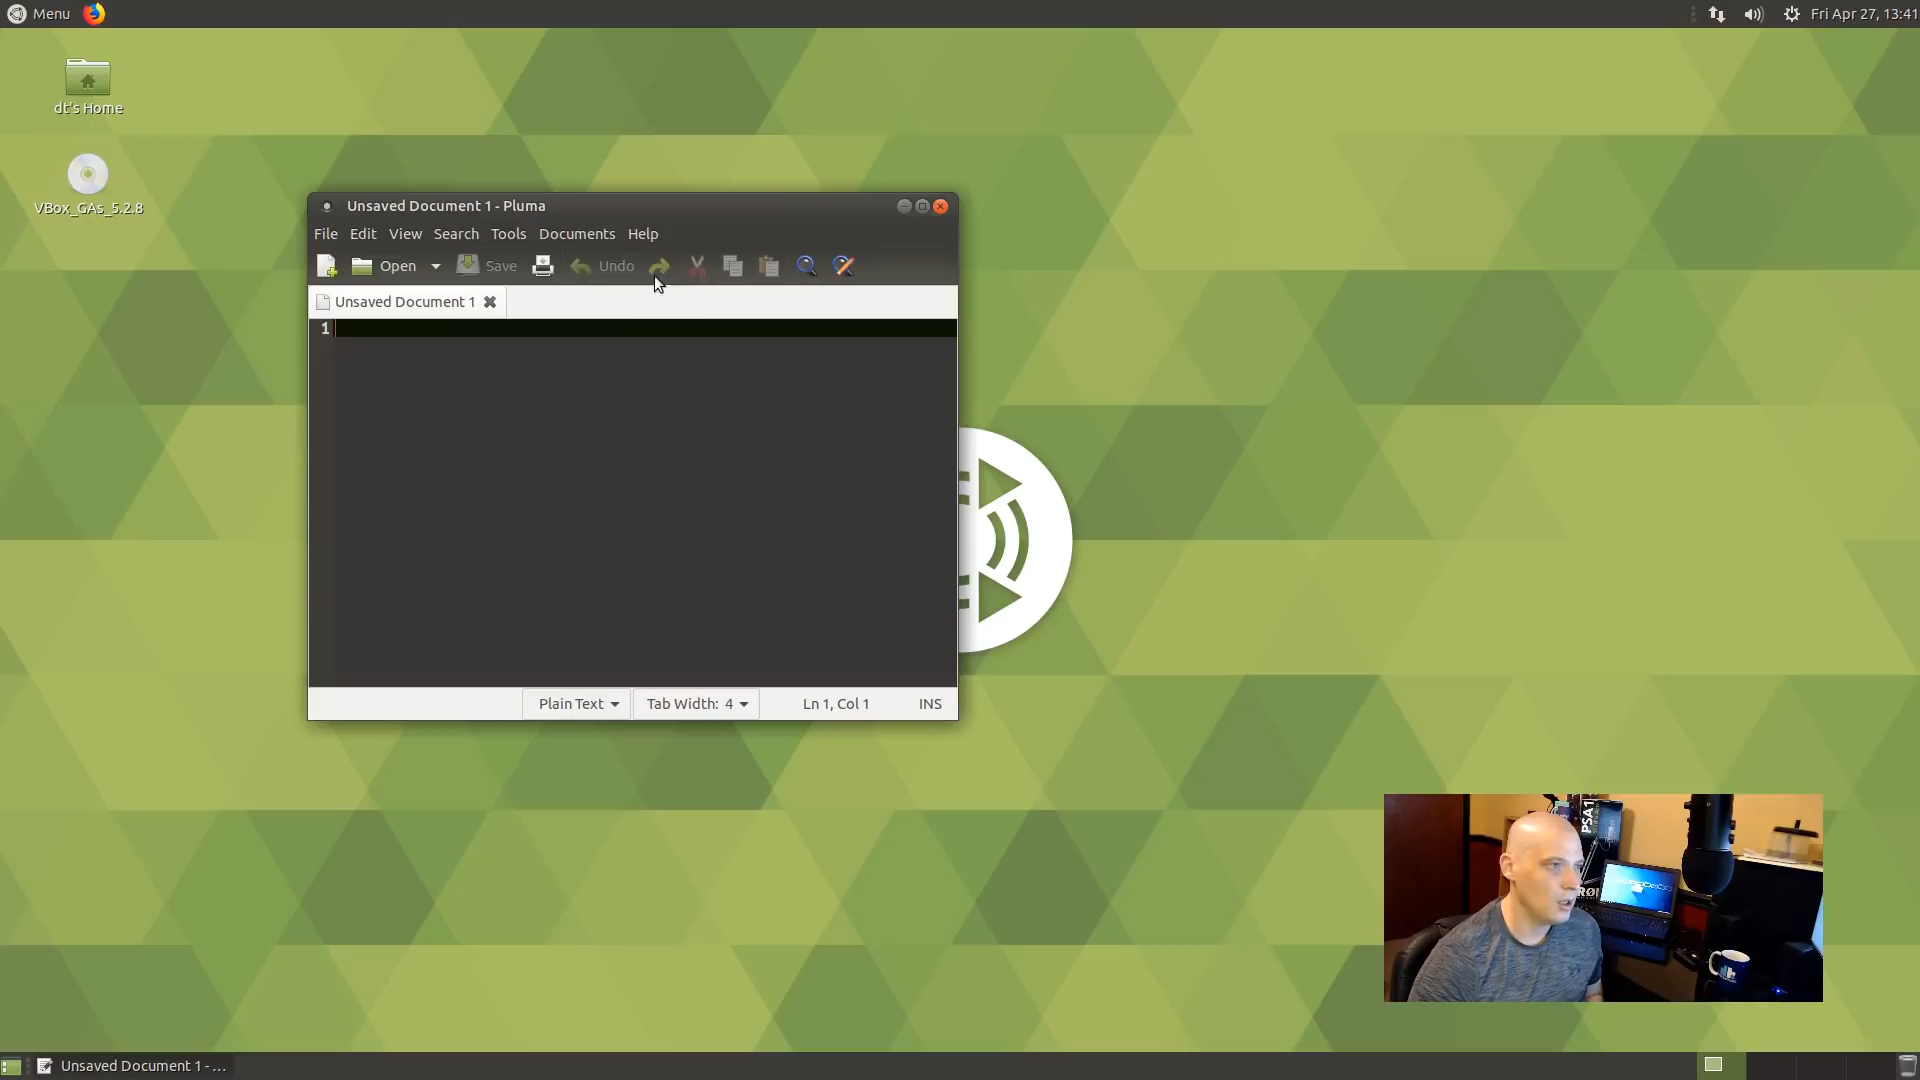 Menu
Fri Apr 27, 13:41
dt's Home
VBox_GAs_5.2.8
Unsaved Document 1 - Pluma
File Edit View Search Tools Documents Help
Open Save Undo
Unsaved Document 1
1
Plain Text Tab Width: 4 Ln 1, Col 1 INS
PSA1
Unsaved Document 1 - ...